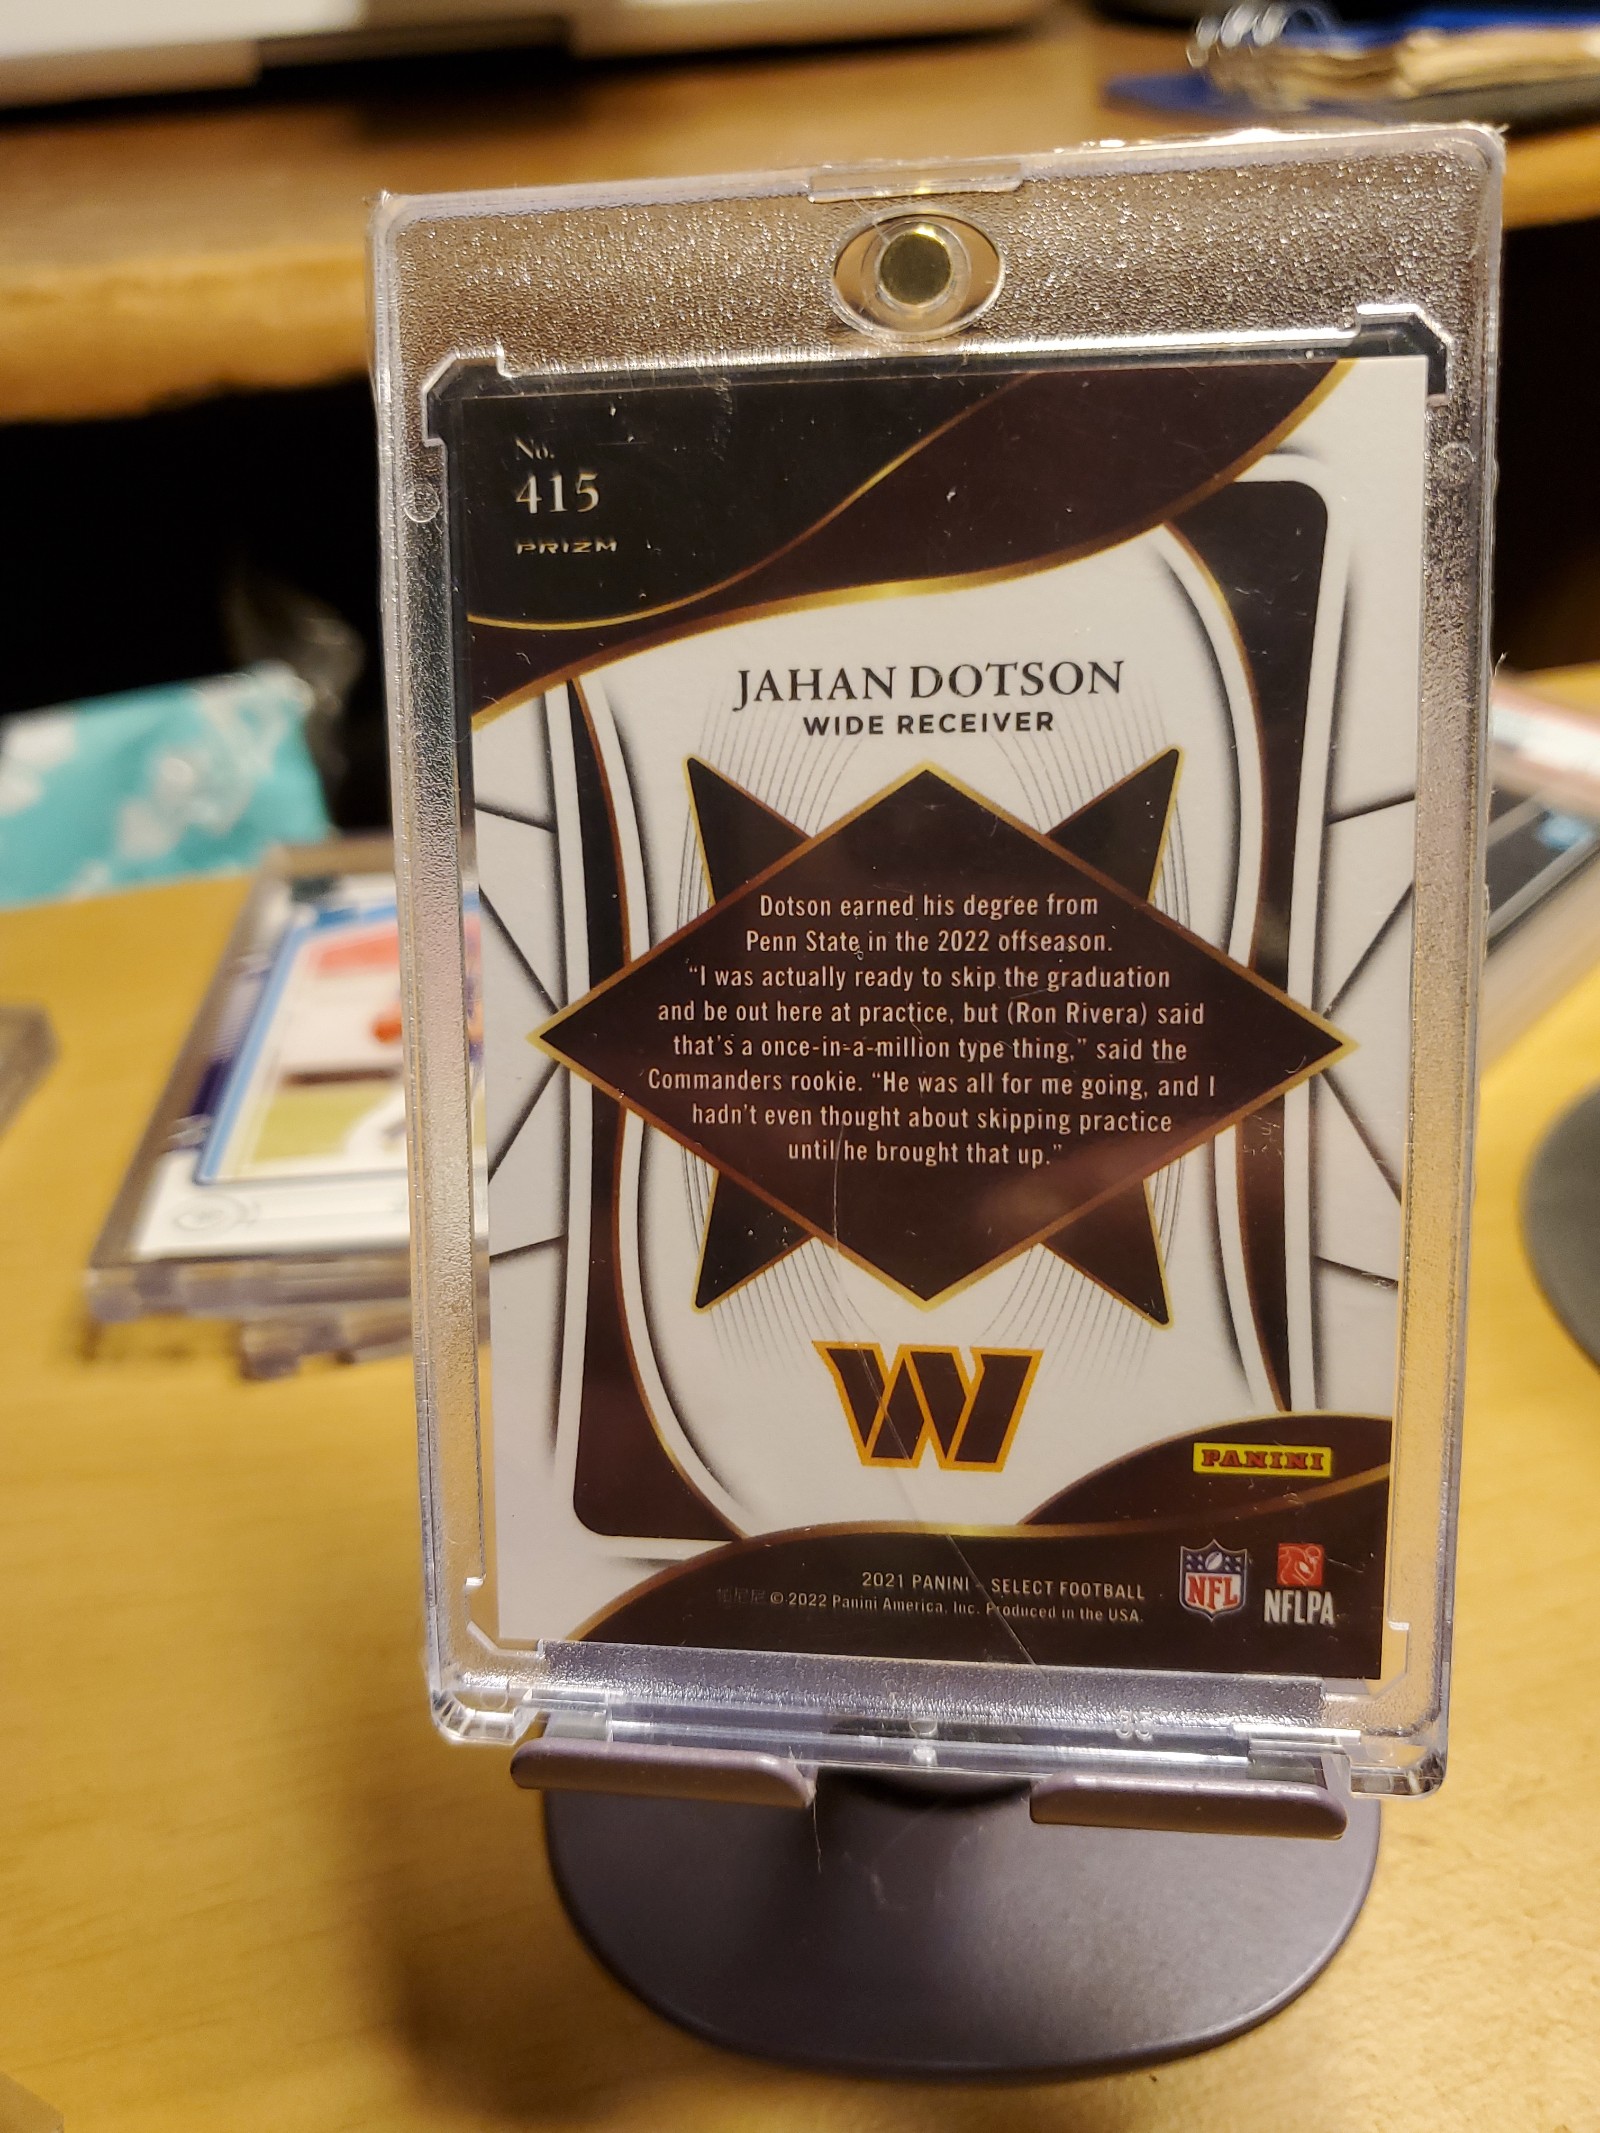 No.
415
PRIZM
JAHAN DOTSON
WIDE RECEIVER
Dotson earned his degree from
Penn State in the 2022 offseason.
“I was actually ready to skip the graduation
and be out here at practice, but (Ron Rivera) said
that’s a once-in-a-million type thing,” said the
Commanders rookie. “He was all for me going, and I
hadn’t even thought about skipping practice
until he brought that up.”
W
PANINI
2021 PANINI - SELECT FOOTBALL
© 2022 Panini America, Inc. Produced in the USA.
NFL
NFLPA
35